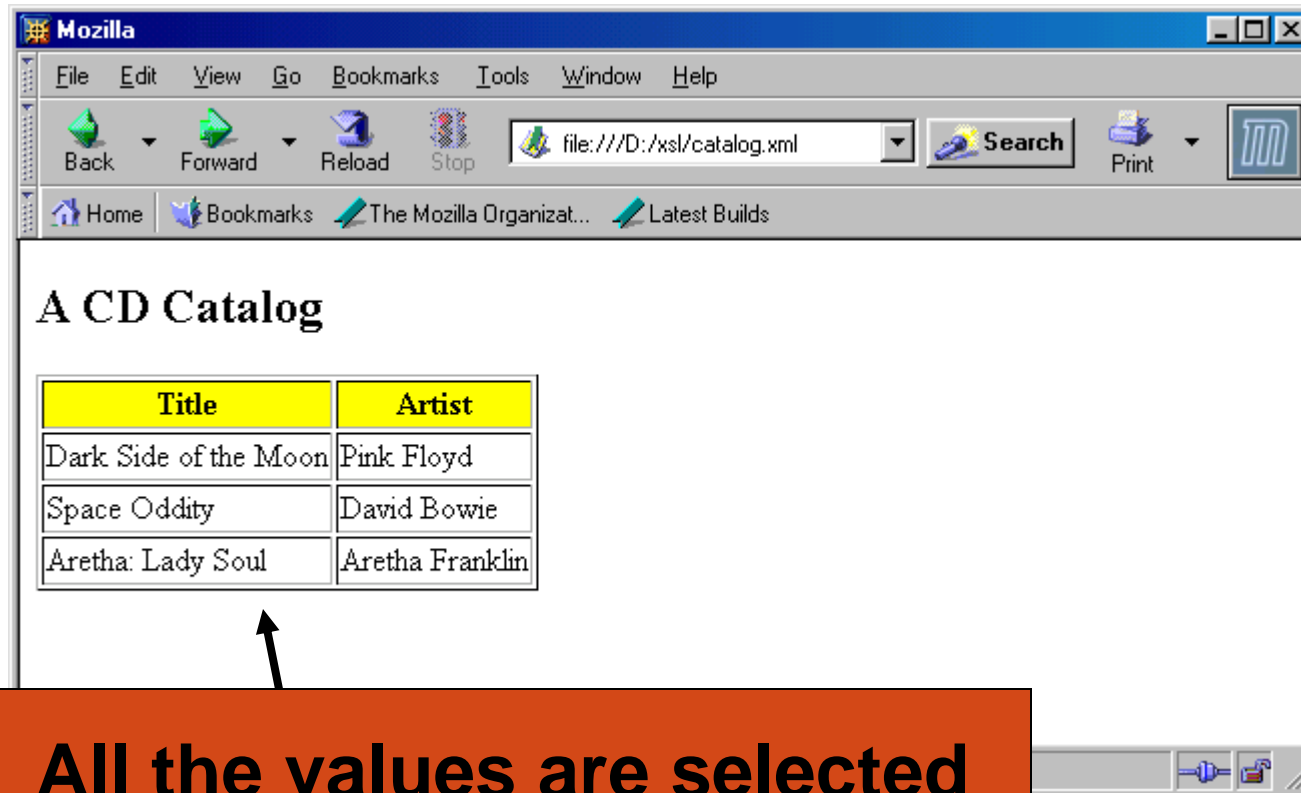 Mozilla
File Edit View Go Bookmarks Tools Window Help
Back Forward Reload Stop file:///D:/xsl/catalog.xml Search Print
Home Bookmarks The Mozilla Organizat... Latest Builds
A CD Catalog
Title Artist
Dark Side of the Moon Pink Floyd
Space Oddity David Bowie
Aretha: Lady Soul Aretha Franklin
All the values are selected